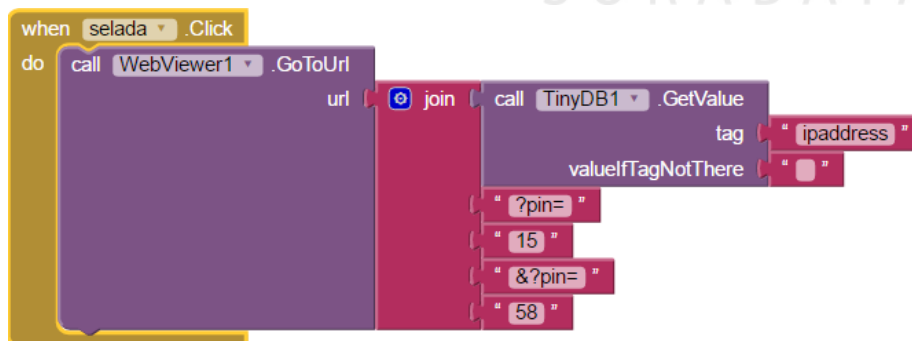 when selada .Click
do call WebViewer1 .GoToUrl
url join call TinyDB1 .GetValue
tag " ipaddress "
valueIfTagNotThere " "
" ?pin= "
" 15 "
" &?pin= "
" 58 "